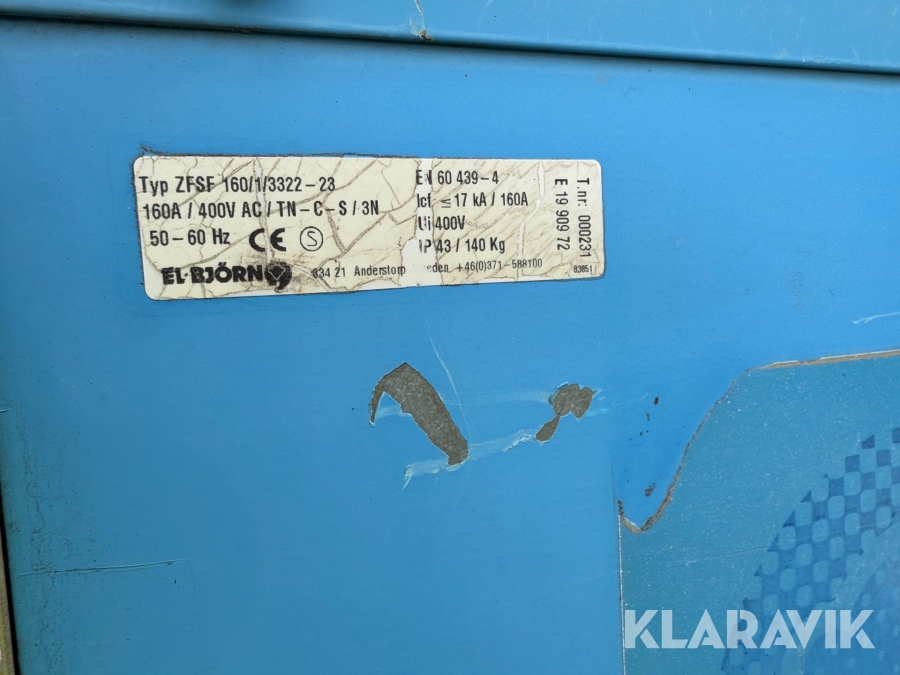 Typ ZFSF 160/1/3322-23
160A / 400V AC / TN-C-S / 3N
50-60 Hz CE S
EL·BJÖRN
334 21 Anderstorp eden +46(0)371-588100
EN 60 439-4
Icf 17 kA / 160A
Ui 400V
IP 43 / 140 Kg
T.nr: 000231
E 19 909 72
KLARAVIK